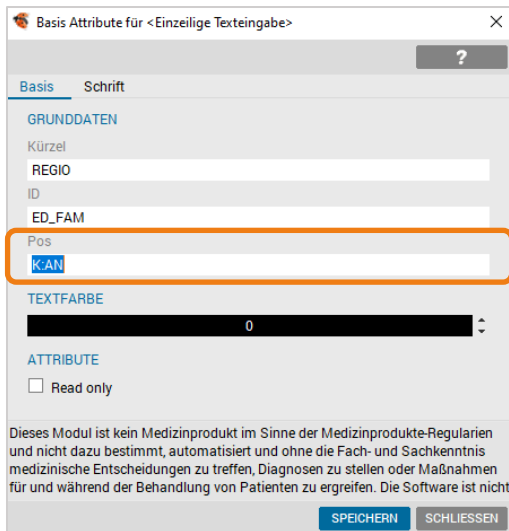 Basis Attribute für <Einzeilige Texteingabe>
?
Basis Schrift
GRUNDDATEN
Kürzel
REGIO
ID
ED_FAM
Pos
K:AN
TEXTFARBE
0
ATTRIBUTE
Read only
Dieses Modul ist kein Medizinprodukt im Sinne der Medizinprodukte-Regularien
und nicht dazu bestimmt, automatisiert und ohne die Fach- und Sachkenntnis
medizinische Entscheidungen zu treffen, Diagnosen zu stellen oder Maßnahmen
für und während der Behandlung von Patienten zu ergreifen. Die Software ist nicht
SPEICHERN SCHLIESSEN